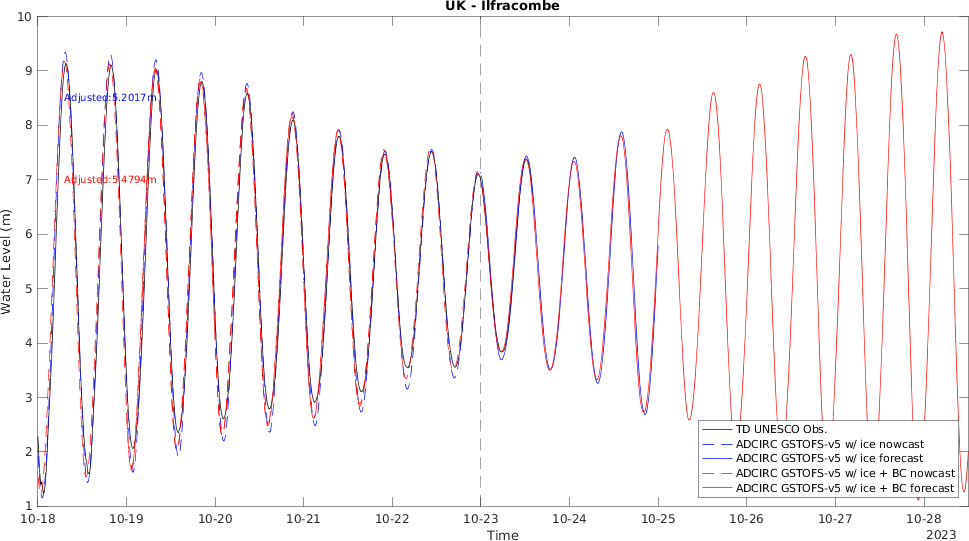 UK - Ilfracombe
10
9
8
7
6
5
4
3
2
1
Water Level (m)
Adjusted:5.2017m
Adjusted:5.4794m
TD UNESCO Obs.
ADCIRC GSTOFS-v5 w/ ice nowcast
ADCIRC GSTOFS-v5 w/ ice forecast
ADCIRC GSTOFS-v5 w/ ice + BC nowcast
ADCIRC GSTOFS-v5 w/ ice + BC forecast
10-18 10-19 10-20 10-21 10-22 10-23 10-24 10-25 10-26 10-27 10-28
Time
2023